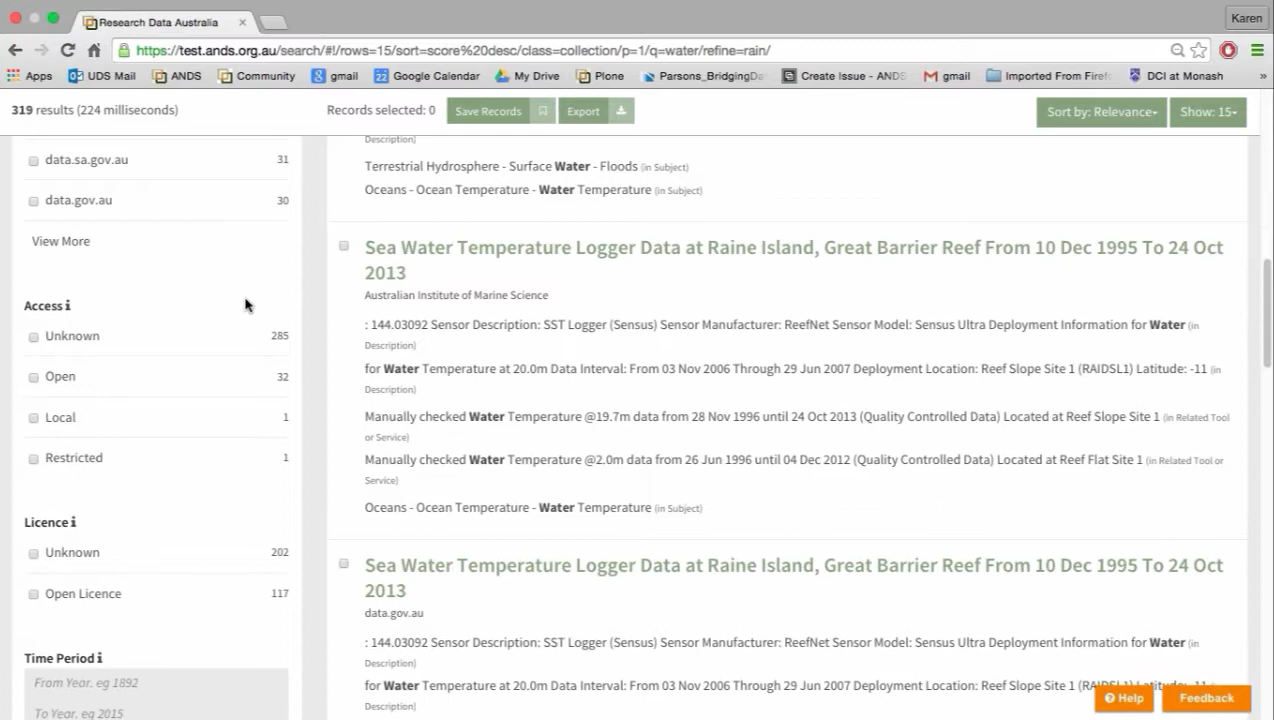 Research Data Australia
Karen
https://test.ands.org.au/search/#!/rows=15/sort=score%20desc/class=collection/p=1/q=water/refine=rain/
Apps UDS Mail ANDS Community gmail Google Calendar My Drive Plone Parsons_BridgingDa Create Issue - ANDS gmail Imported From Firef DCI at Monash »
319 results (224 milliseconds)
Records selected: 0 Save Records Export Sort by: Relevance Show: 15
data.sa.gov.au 31
data.gov.au 30
View More
Access i
Unknown 285
Open 32
Local 1
Restricted 1
Licence i
Unknown 202
Open Licence 117
Time Period i
From Year. eg 1892
To Year. eg 2015
Description)
Terrestrial Hydrosphere - Surface Water - Floods (in Subject)
Oceans - Ocean Temperature - Water Temperature (in Subject)
Sea Water Temperature Logger Data at Raine Island, Great Barrier Reef From 10 Dec 1995 To 24 Oct
2013
Australian Institute of Marine Science
: 144.03092 Sensor Description: SST Logger (Sensus) Sensor Manufacturer: ReefNet Sensor Model: Sensus Ultra Deployment Information for Water (in
Description)
for Water Temperature at 20.0m Data Interval: From 03 Nov 2006 Through 29 Jun 2007 Deployment Location: Reef Slope Site 1 (RAIDSL1) Latitude: -11 (in
Description)
Manually checked Water Temperature @19.7m data from 28 Nov 1996 until 24 Oct 2013 (Quality Controlled Data) Located at Reef Slope Site 1 (in Related Tool
or Service)
Manually checked Water Temperature @2.0m data from 26 Jun 1996 until 04 Dec 2012 (Quality Controlled Data) Located at Reef Flat Site 1 (in Related Tool or
Service)
Oceans - Ocean Temperature - Water Temperature (in Subject)
Sea Water Temperature Logger Data at Raine Island, Great Barrier Reef From 10 Dec 1995 To 24 Oct
2013
data.gov.au
: 144.03092 Sensor Description: SST Logger (Sensus) Sensor Manufacturer: ReefNet Sensor Model: Sensus Ultra Deployment Information for Water (in
Description)
for Water Temperature at 20.0m Data Interval: From 03 Nov 2006 Through 29 Jun 2007 Deployment Location: Reef Slope Site 1
Description)
Help
Feedback